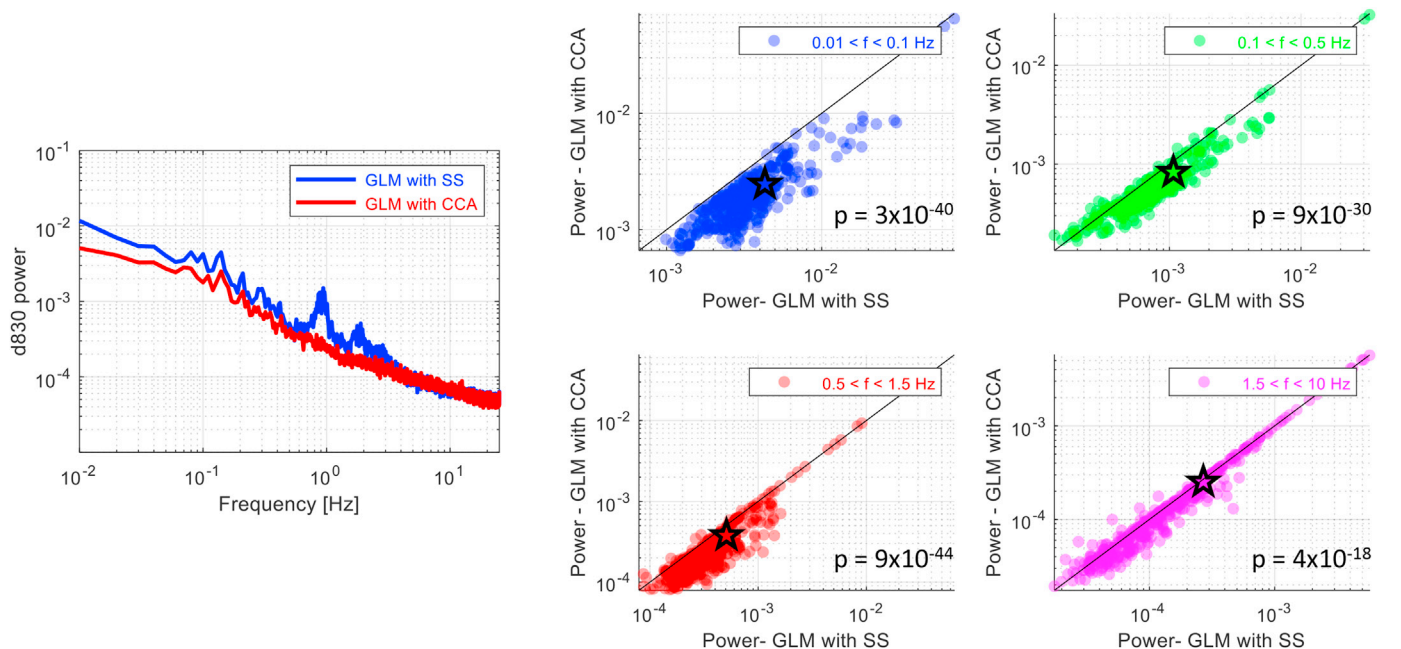 10^-1
10^-2
10^-3
10^-4
d830 power
GLM with SS
GLM with CCA
10^-2
10^-1
10^0
10^1
Frequency [Hz]
Power - GLM with CCA
10^-2
10^-3
0.01 < f < 0.1 Hz
p = 3x10^-40
10^-3
10^-2
Power- GLM with SS
Power - GLM with CCA
10^-2
10^-3
0.1 < f < 0.5 Hz
p = 9x10^-30
10^-3
10^-2
Power- GLM with SS
Power - GLM with CCA
10^-2
10^-3
10^-4
0.5 < f < 1.5 Hz
p = 9x10^-44
10^-4
10^-3
10^-2
Power- GLM with SS
Power - GLM with CCA
10^-3
10^-4
1.5 < f < 10 Hz
p = 4x10^-18
10^-4
10^-3
Power- GLM with SS